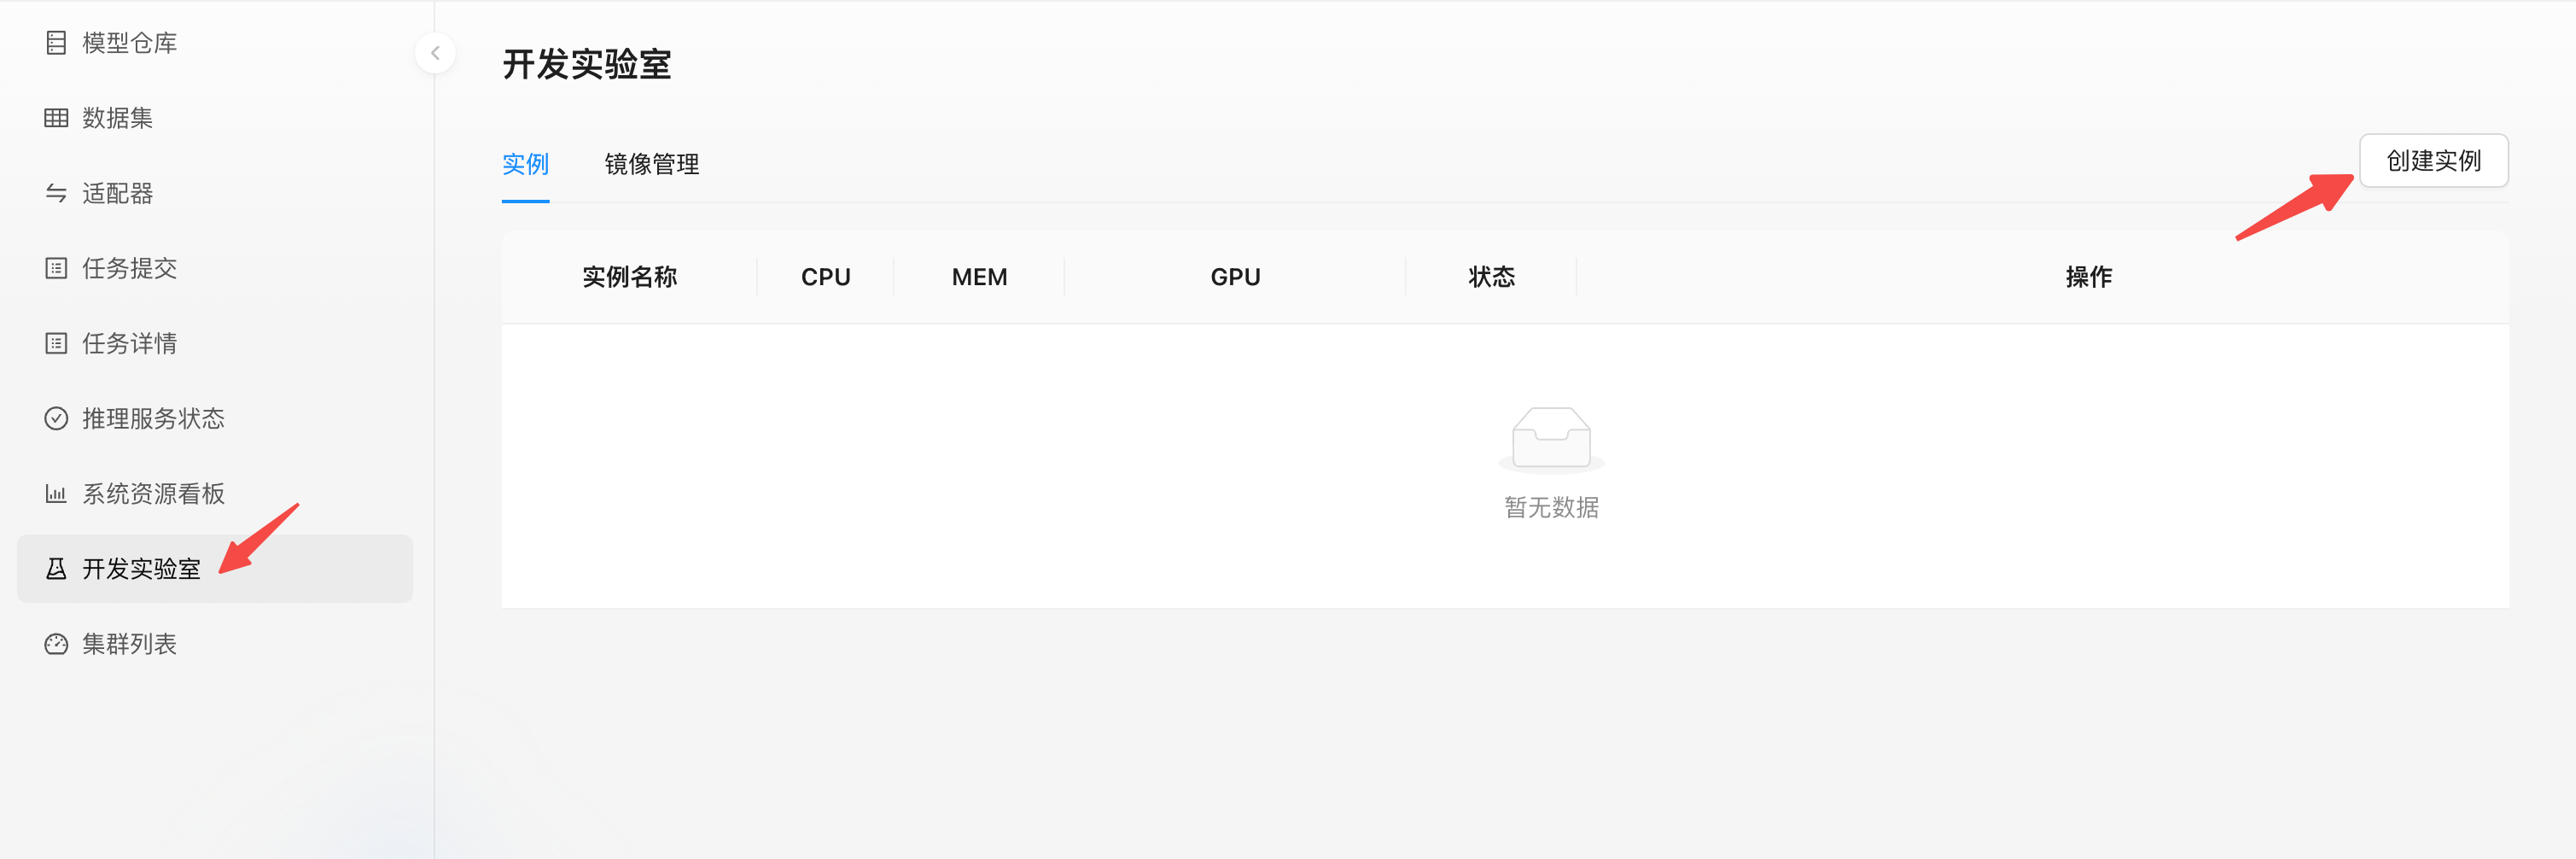 模型仓库
数据集
适配器
任务提交
任务详情
推理服务状态
系统资源看板
开发实验室
集群列表
开发实验室
实例 镜像管理 创建实例
实例名称 CPU MEM GPU 状态 操作
暂无数据